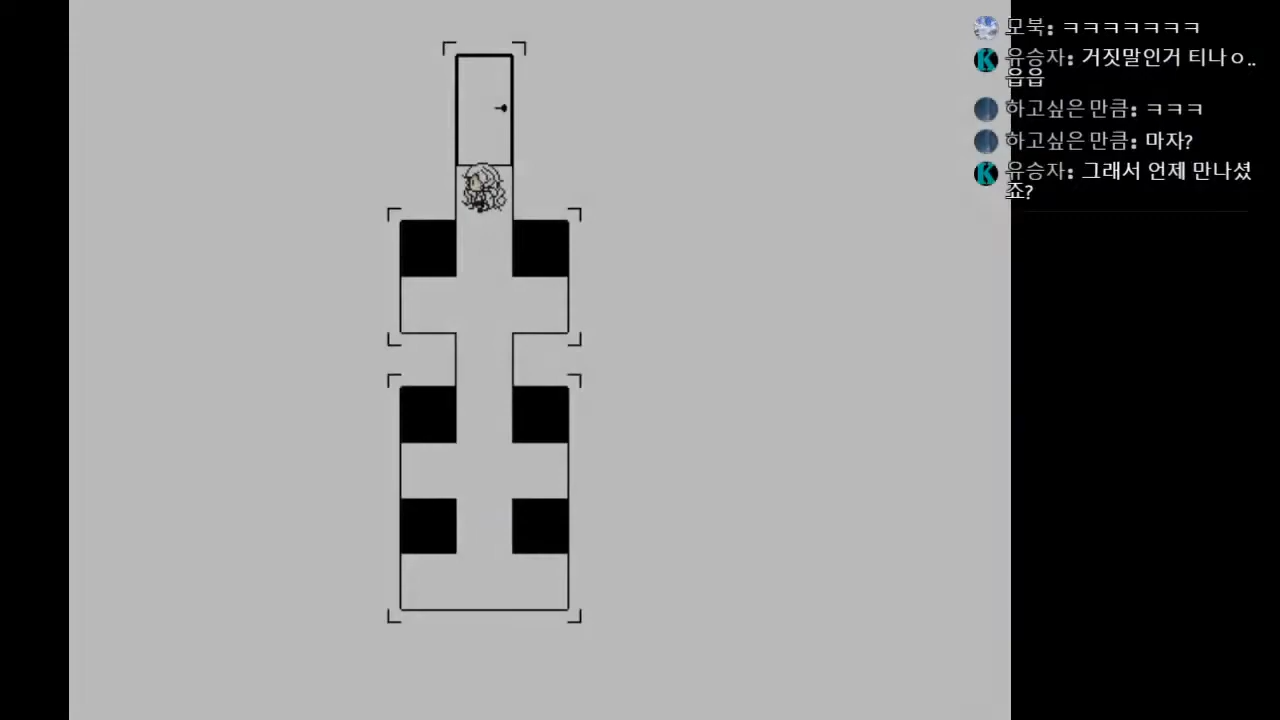 모북: ㅋㅋㅋㅋㅋㅋㅋ
유승자: 거짓말인거 티나ㅇ..
읍읍
하고싶은 만큼: ㅋㅋㅋ
하고싶은 만큼: 마자?
유승자: 그래서 언제 만나셨
죠?